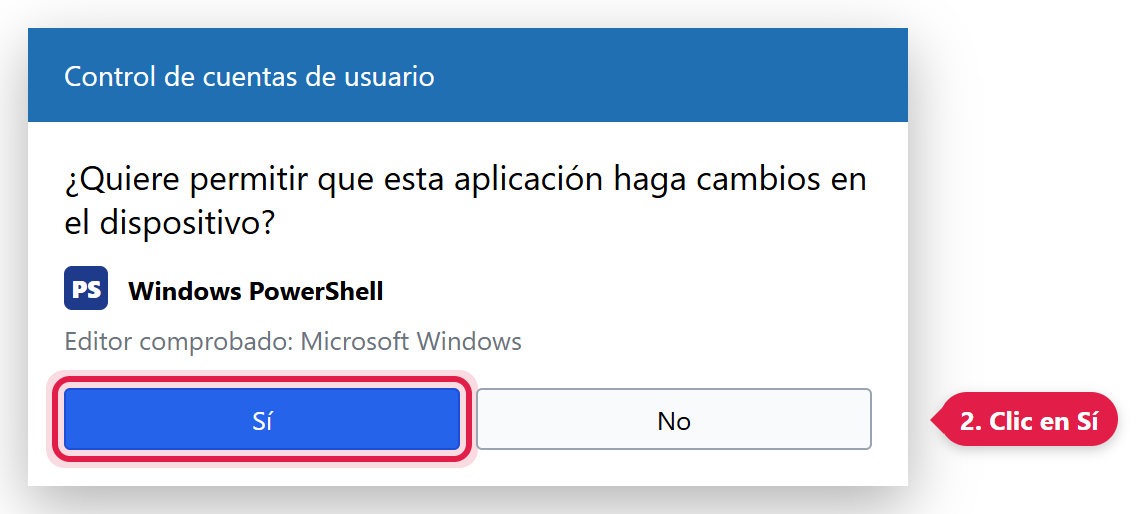 Control de cuentas de usuario
¿Quiere permitir que esta aplicación haga cambios en
el dispositivo?
PS
Windows PowerShell
Editor comprobado: Microsoft Windows
Sí
No
2. Clic en Sí